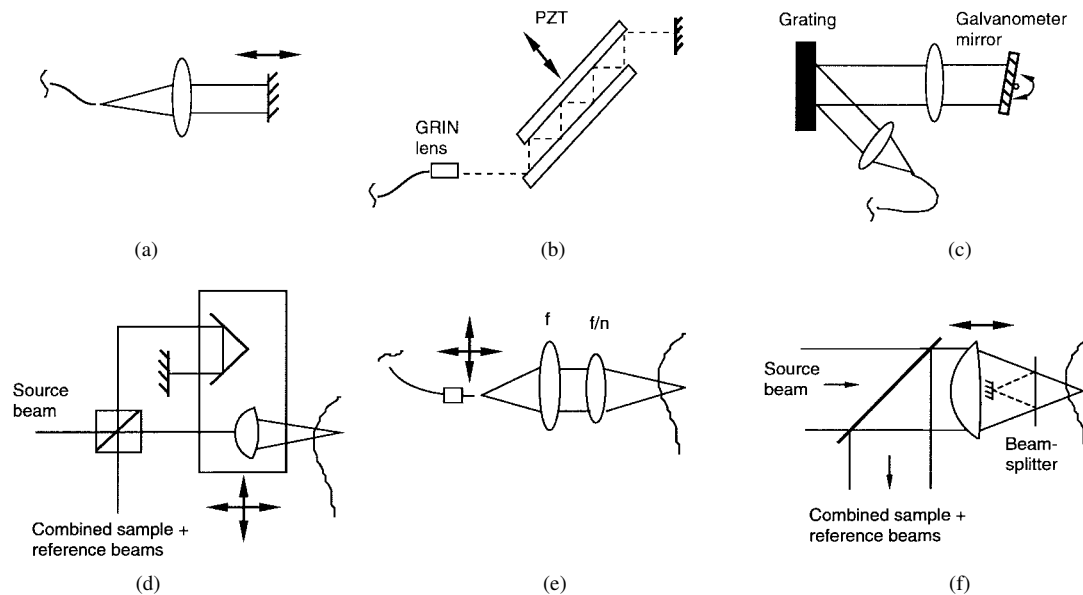 PZT
GRIN
lens
Grating
Galvanometer
mirror
(a)
(b)
(c)
Source
beam
Combined sample +
reference beams
(d)
f
f/n
(e)
Source
beam
Beam-
splitter
Combined sample +
reference beams
(f)